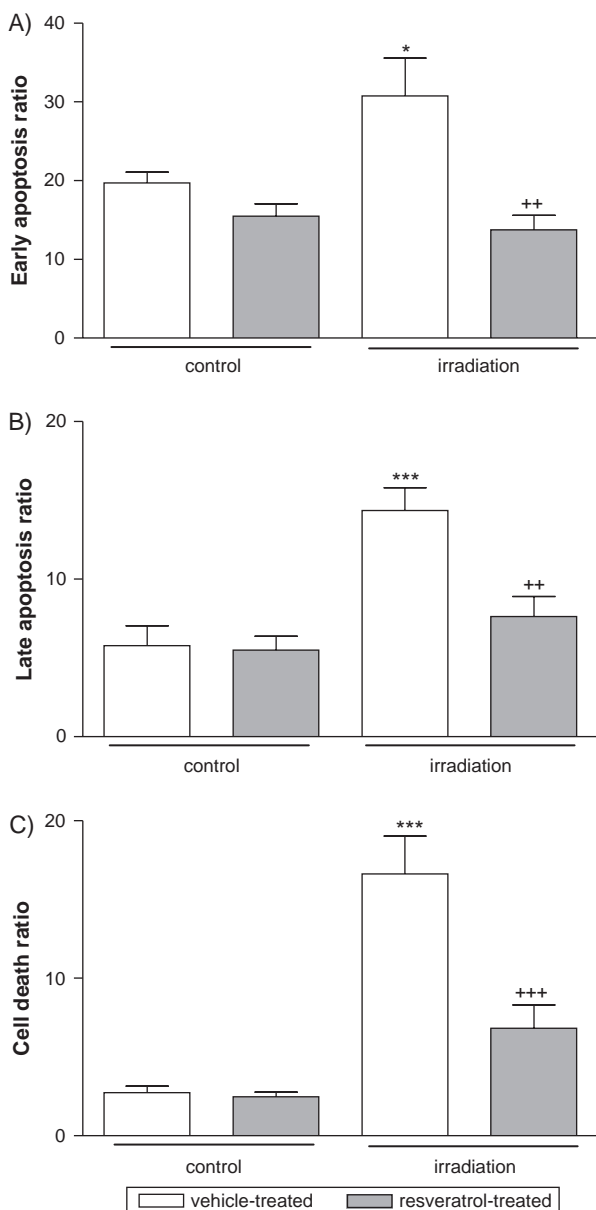 A)
Early apoptosis ratio
40
30
20
10
0
*
++
control
irradiation
B)
Late apoptosis ratio
20
10
0
***
++
control
irradiation
C)
Cell death ratio
20
10
0
***
+++
control
irradiation
vehicle-treated resveratrol-treated